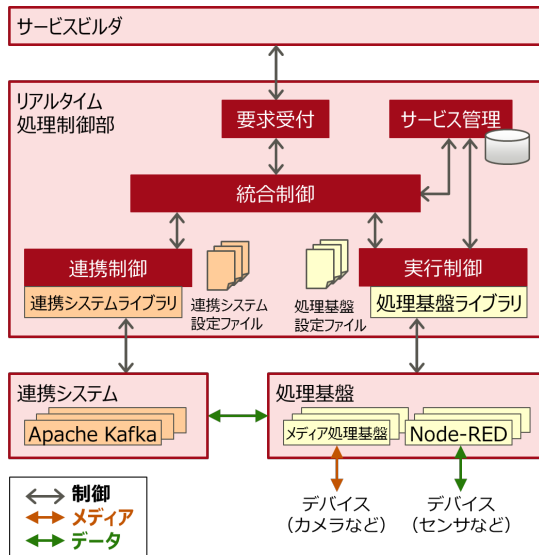 サービスビルダ
リアルタイム
処理制御部
要求受付
サービス管理
統合制御
連携制御
連携システムライブラリ
連携システム
設定ファイル
処理基盤
設定ファイル
実行制御
処理基盤ライブラリ
連携システム
Apache Kafka
処理基盤
メディア処理基盤
Node-RED
制御
メディア
データ
デバイス
(カメラなど)
デバイス
(センサなど)